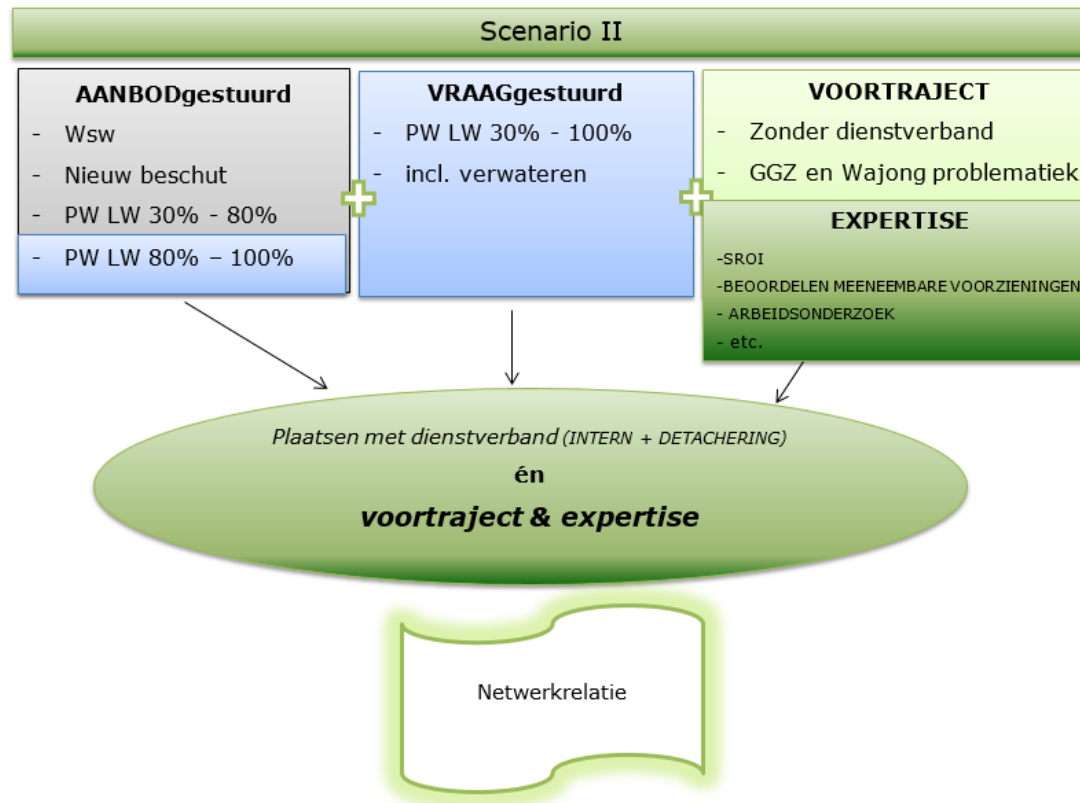 Scenario II
AANBODgestuurd
- Wsw
- Nieuw beschut
- PW LW 30% - 80%
- PW LW 80% – 100%
VRAAGgestuurd
- PW LW 30% - 100%
- incl. verwateren
VOORTRAJECT
- Zonder dienstverband
- GGZ en Wajong problematiek
EXPERTISE
-SROI
-BEOORDELEN MEENEEMBARE VOORZIENINGEN
- ARBEIDSONDERZOEK
- etc.
Plaatsen met dienstverband (INTERN + DETACHERING)
én
voortraject & expertise
Netwerkrelatie